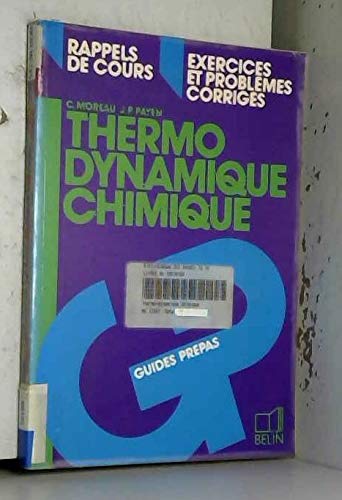 RAPPELS
DE COURS
EXERCICES
ET PROBLÈMES
CORRIGÉS
C. MOREAU J.P. PAYEN
THERMO
DYNAMIQUE
CHIMIQUE
GUIDES PREPAS
BELIN